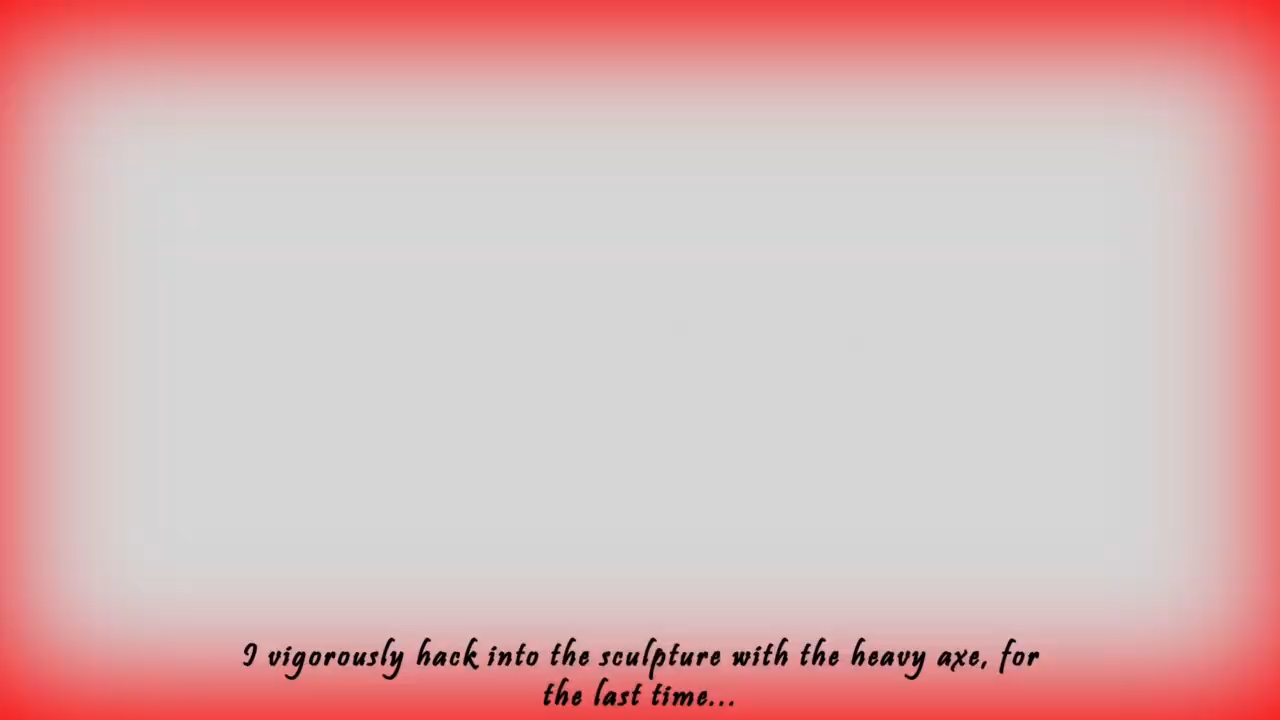 I vigorously hack into the sculpture with the heavy axe, for
the last time...